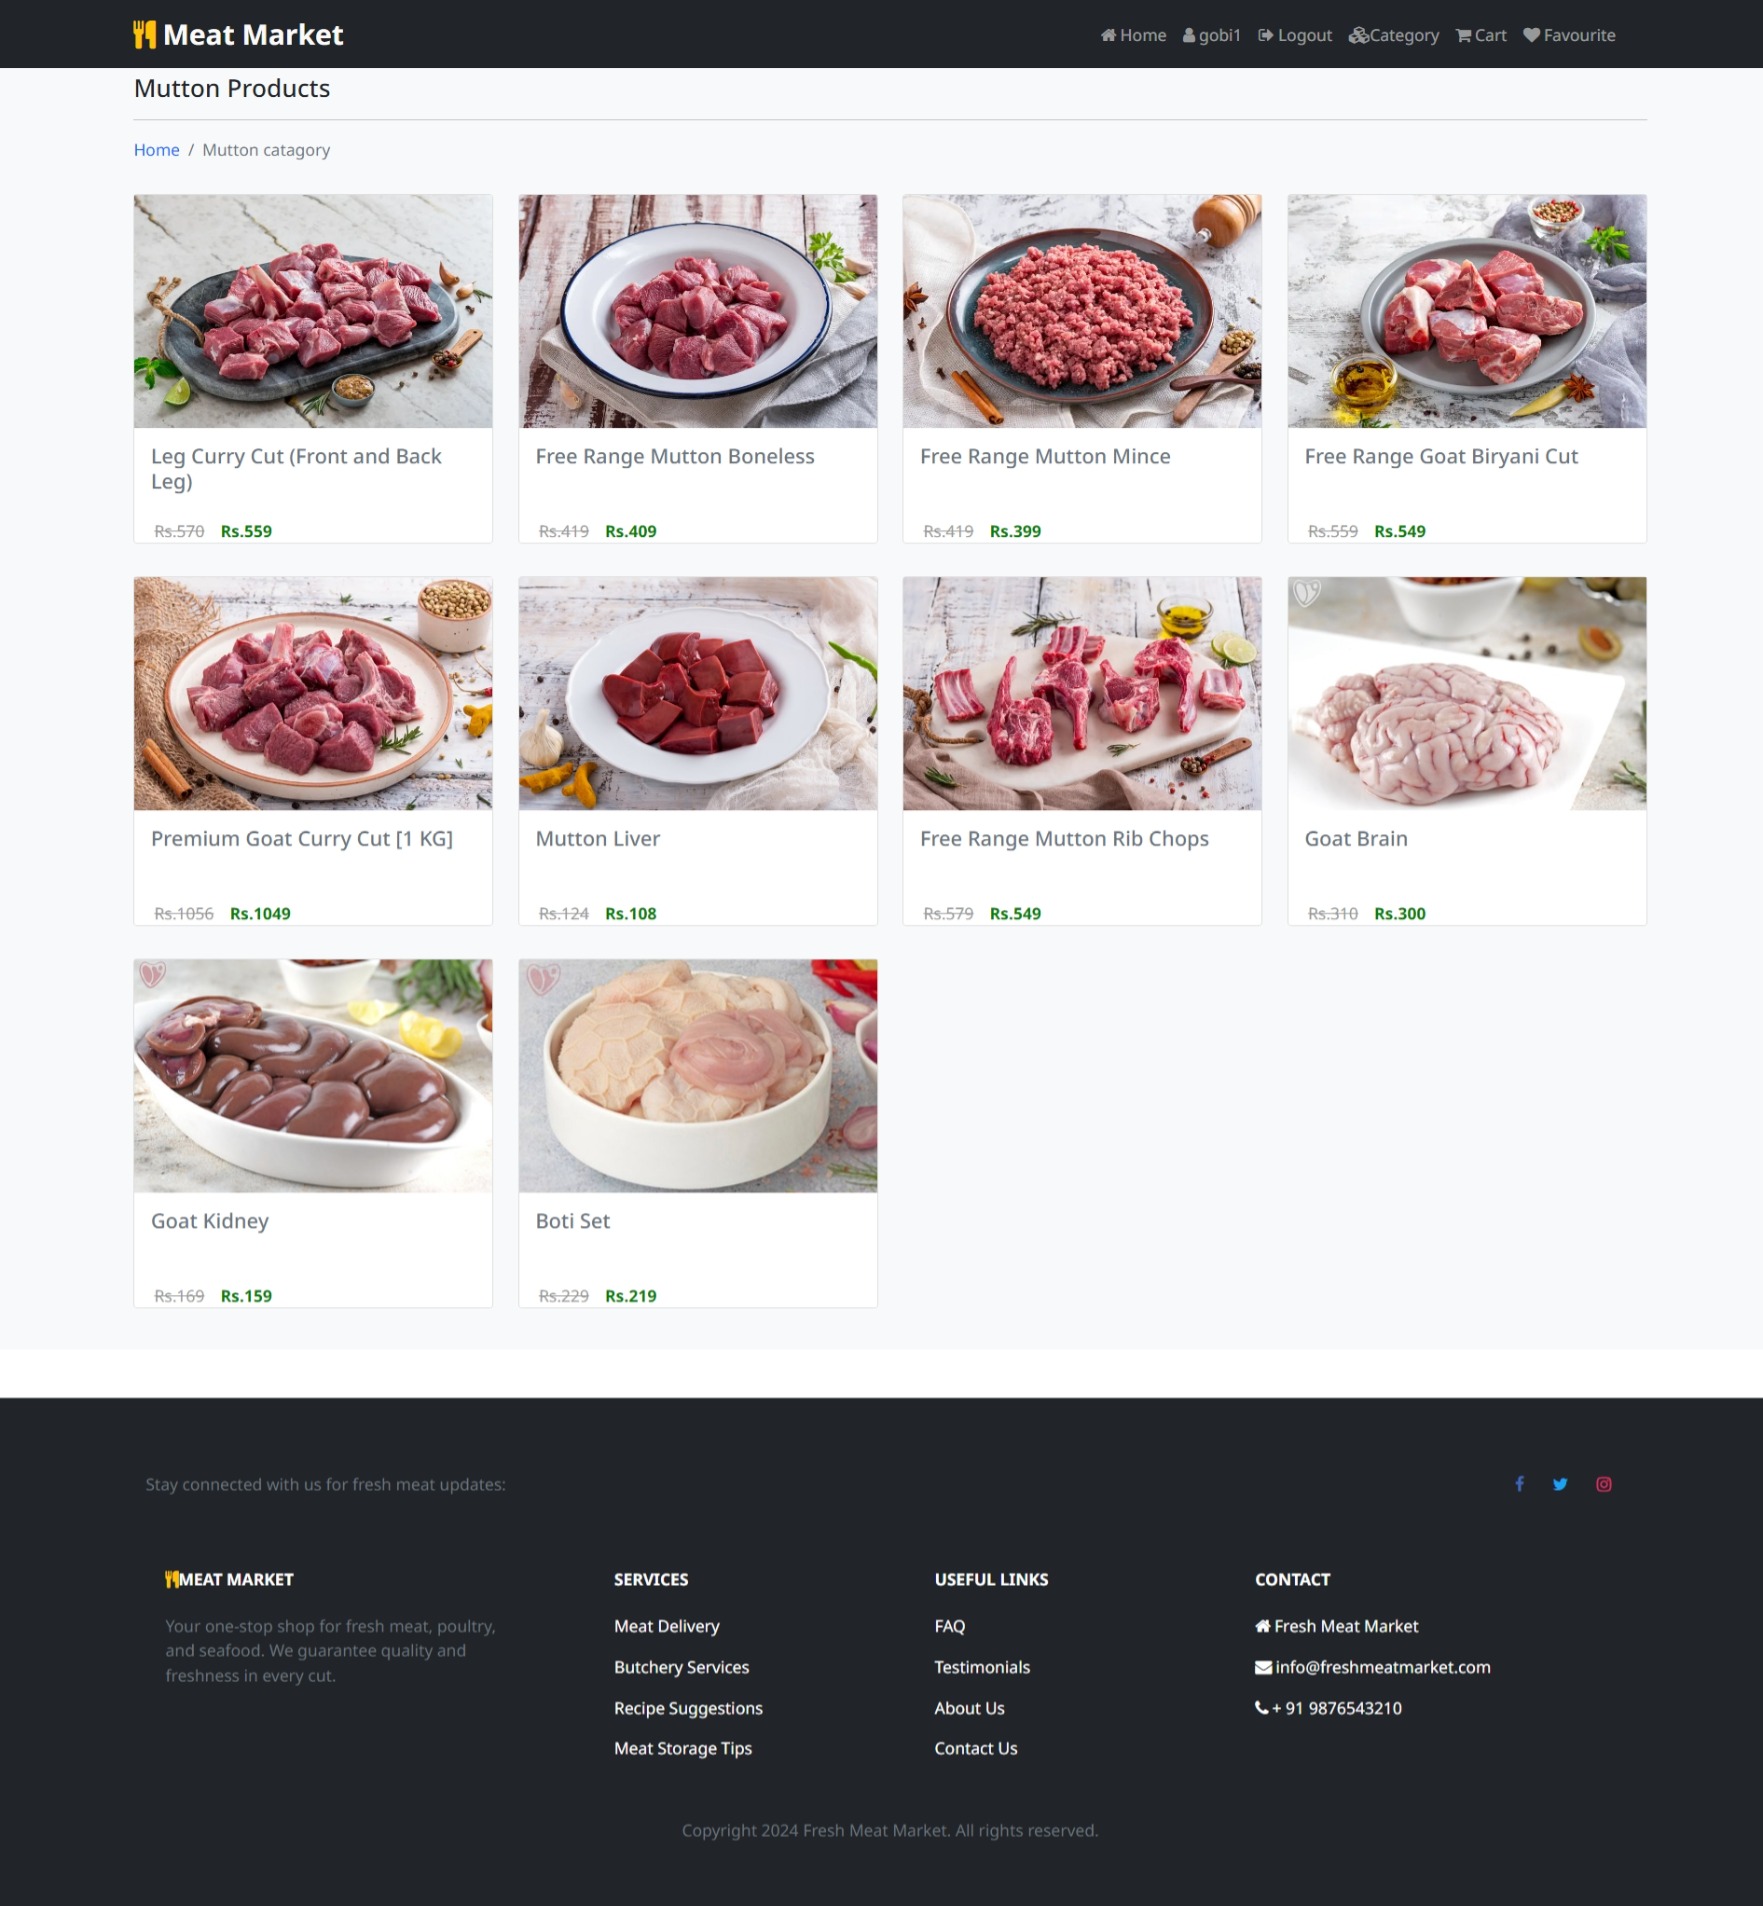 Meat Market
Home gobi1 Logout Category Cart Favourite
Mutton Products
Home / Mutton catagory
Leg Curry Cut (Front and Back
Leg)
Rs.570 Rs.559
Free Range Mutton Boneless
Rs.419 Rs.409
Free Range Mutton Mince
Rs.419 Rs.399
Free Range Goat Biryani Cut
Rs.559 Rs.549
Premium Goat Curry Cut [1 KG]
Rs.1056 Rs.1049
Mutton Liver
Rs.124 Rs.108
Free Range Mutton Rib Chops
Rs.579 Rs.549
Goat Brain
Rs.310 Rs.300
Goat Kidney
Rs.169 Rs.159
Boti Set
Rs.229 Rs.219
Stay connected with us for fresh meat updates:
MEAT MARKET
Your one-stop shop for fresh meat, poultry,
and seafood. We guarantee quality and
freshness in every cut.
SERVICES
Meat Delivery
Butchery Services
Recipe Suggestions
Meat Storage Tips
USEFUL LINKS
FAQ
Testimonials
About Us
Contact Us
CONTACT
Fresh Meat Market
info@freshmeatmarket.com
+ 91 9876543210
Copyright 2024 Fresh Meat Market. All rights reserved.